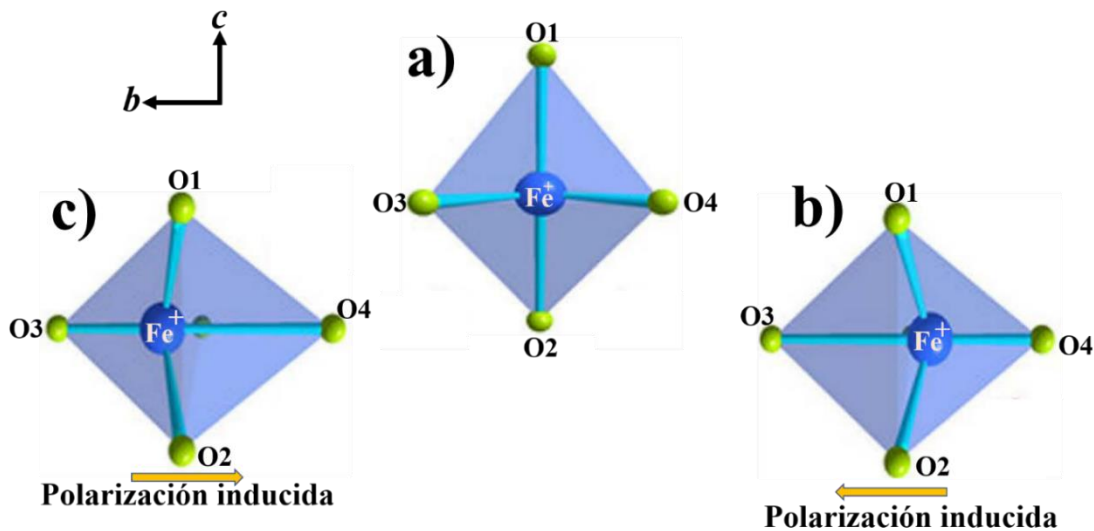 c
b
a)
O1
O3
Fe+
O4
O2
c)
O1
O3
Fe+
O4
O2
Polarización inducida
b)
O1
O3
Fe+
O4
O2
Polarización inducida